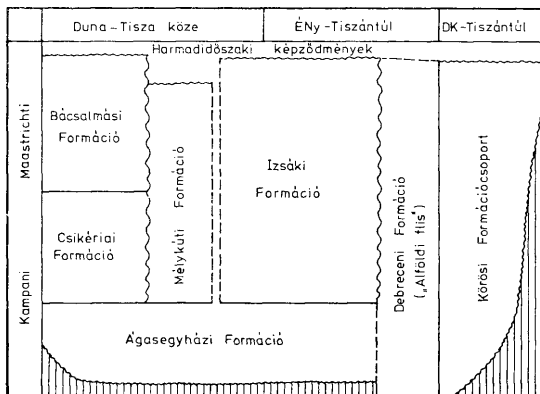 Duna-Tisza köze
ÉNy-Tiszántúl
DK-Tiszántúl
Harmadidőszaki képződmények
Maastrichti
Kampani
Bácsalmási
Formáció
Csikériai
Formáció
Mélykúti Formáció
Izsáki
Formáció
Debreceni Formáció
(„Alföldi flis")
Körösi Formációcsoport
Ágasegyházi Formáció